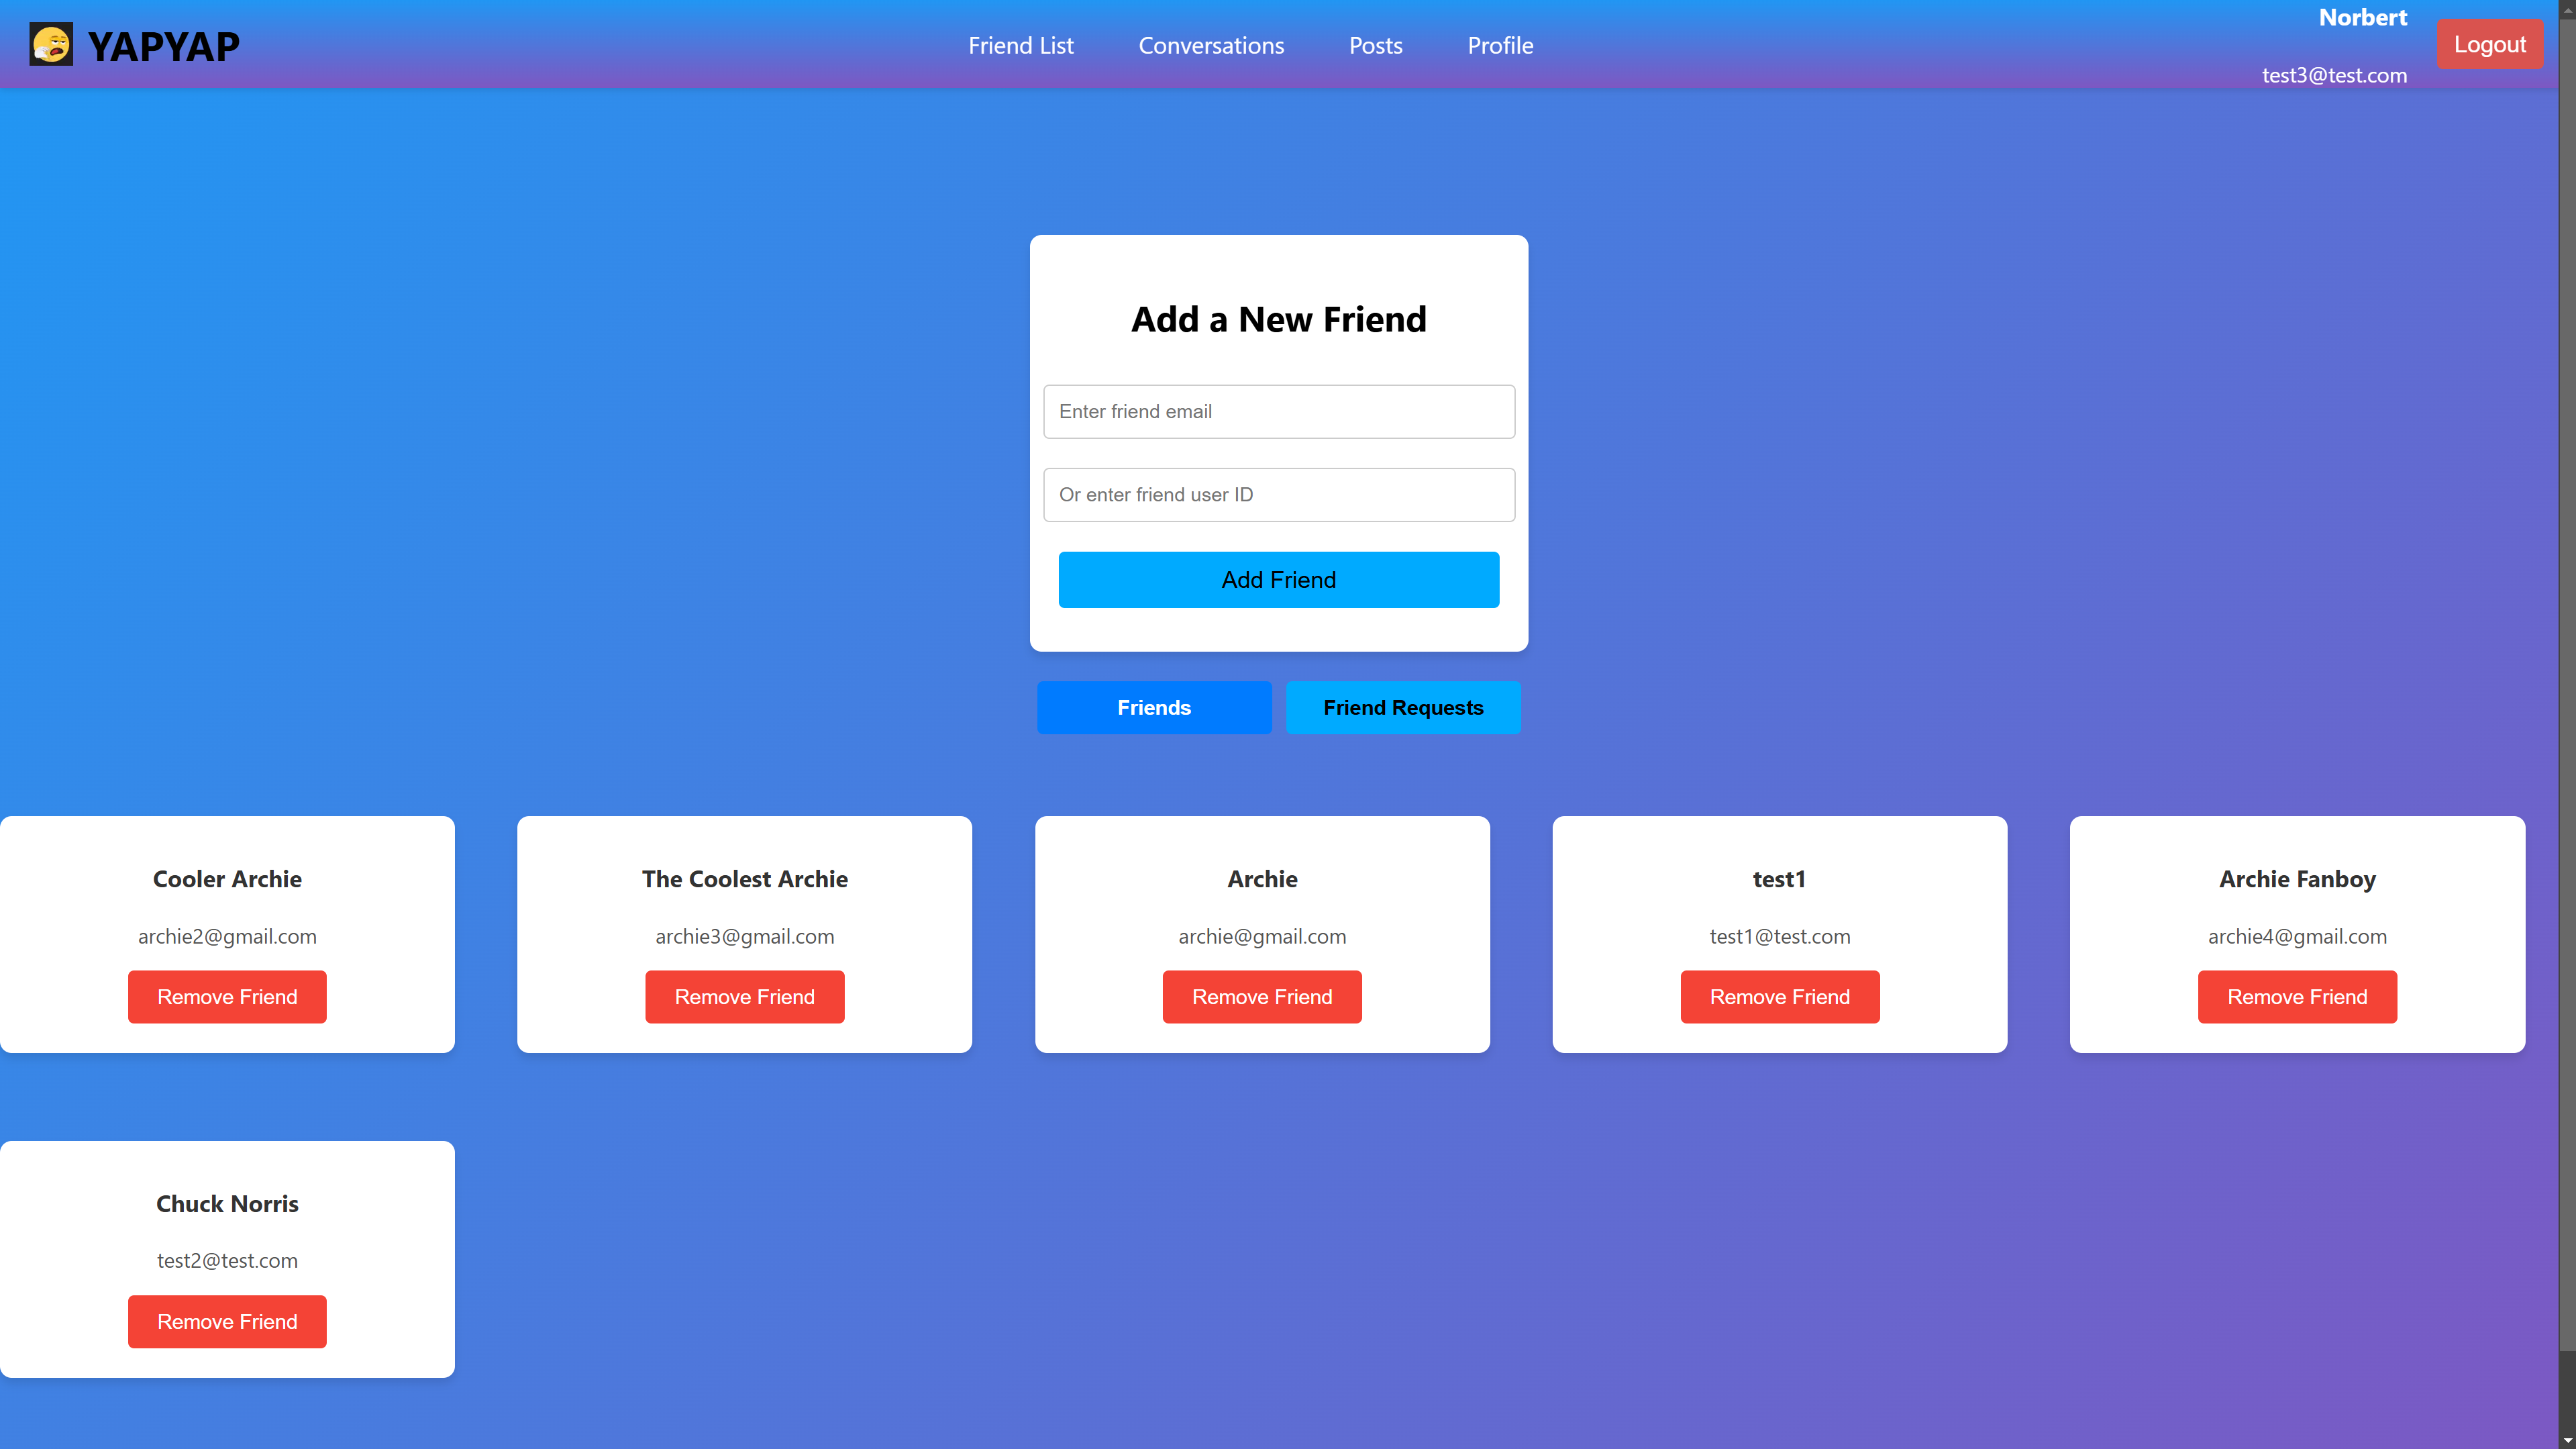 YAPYAP
Friend List
Conversations
Posts
Profile
Norbert
test3@test.com
Logout
Add a New Friend
Enter friend email
Or enter friend user ID
Add Friend
Friends
Friend Requests
Cooler Archie
archie2@gmail.com
Remove Friend
The Coolest Archie
archie3@gmail.com
Remove Friend
Archie
archie@gmail.com
Remove Friend
test1
test1@test.com
Remove Friend
Archie Fanboy
archie4@gmail.com
Remove Friend
Chuck Norris
test2@test.com
Remove Friend